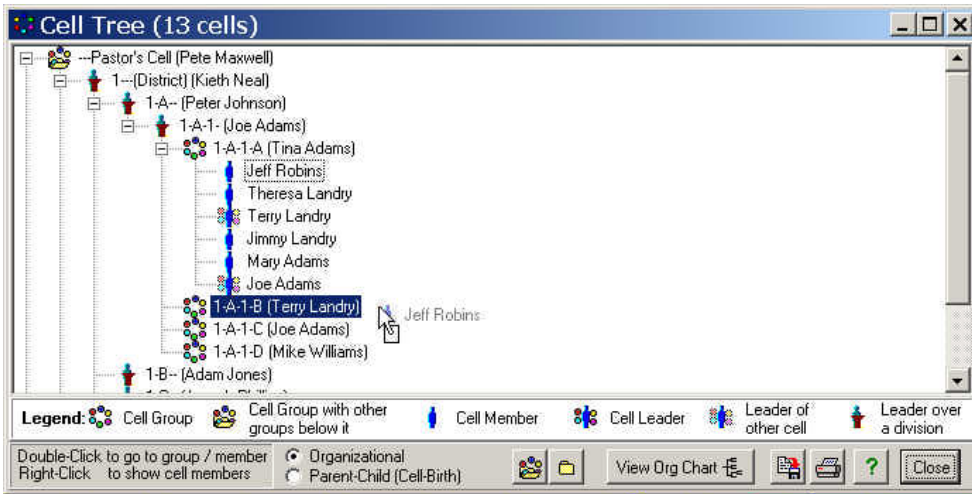 Cell Tree (13 cells)
---Pastor's Cell (Pete Maxwell)
1---(District) (Kieth Neal)
1-A-- (Peter Johnson)
1-A-1- (Joe Adams)
1-A-1-A (Tina Adams)
Jeff Robins
Theresa Landry
Terry Landry
Jimmy Landry
Mary Adams
Joe Adams
1-A-1-B (Terry Landry)
Jeff Robins
1-A-1-C (Joe Adams)
1-A-1-D (Mike Williams)
1-B-- (Adam Jones)
Legend: Cell Group
Cell Group with other
groups below it
Cell Member
Cell Leader
Leader of
other cell
Leader over
a division
Double-Click to go to group / member
Right-Click to show cell members
Organizational
Parent-Child (Cell-Birth)
View Org Chart
?
Close